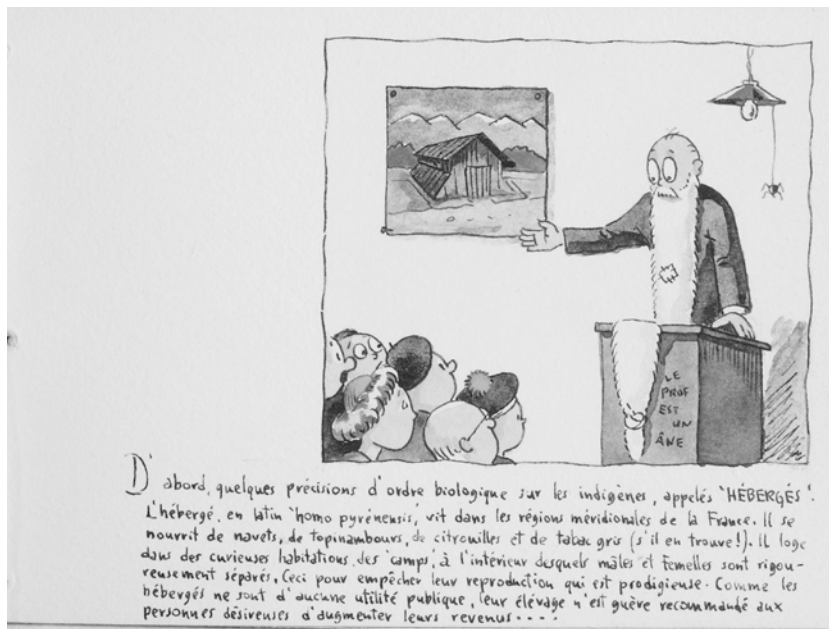 LE
PROF
EST
UN
ÂNE
D'abord, quelques précisions d'ordre biologique sur les indigènes, appelés "HÉBERGÉS".
L'hébergé, en latin "homo pyrénensis", vit dans les régions méridionales de la France. Il se
nourrit de navets, de topinambours, de citrouilles et de tabac gris (s'il en trouve!). Il loge
dans des curieuses habitations, des "camps", à l'intérieur desquels mâles et femelles sont rigou-
reusement séparés. Ceci pour empêcher leur reproduction qui est prodigieuse. Comme les
hébergés ne sont d'aucune utilité publique, leur élévage n'est guère recommandé aux
personnes désireuses d'augmenter leurs revenus....